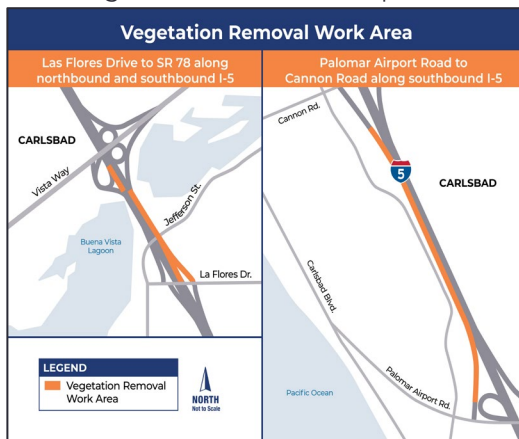 Vegetation Removal Work Area
Las Flores Drive to SR 78 along
northbound and southbound I-5
Palomar Airport Road to
Cannon Road along southbound I-5
CARLSBAD
Vista Way
Jefferson St.
Buena Vista
Lagoon
La Flores Dr.
Cannon Rd.
5
CARLSBAD
Carlsbad Blvd.
Palomar Airport Rd.
Pacific Ocean
LEGEND
Vegetation Removal
Work Area
NORTH
Not to Scale